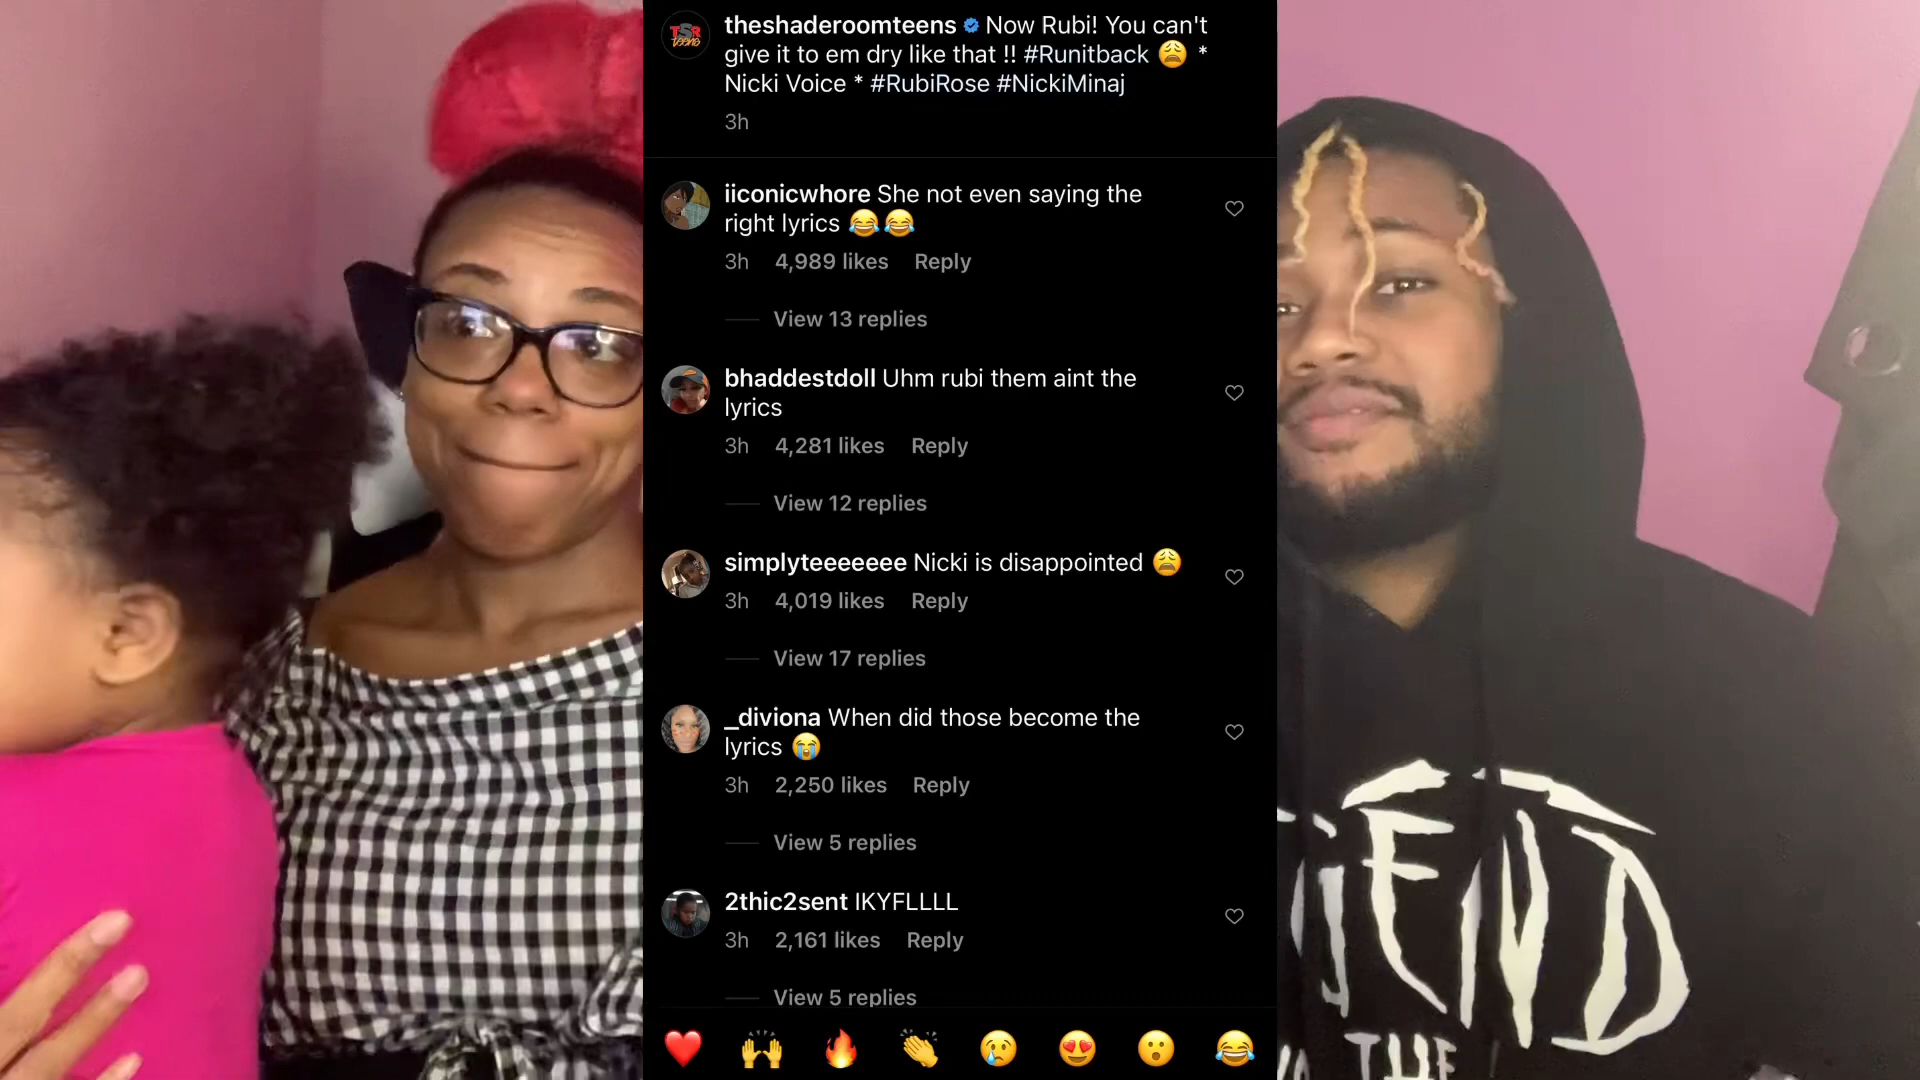 theshaderoomteens Now Rubi! You can't
give it to em dry like that !! #Runitback 😩 *
Nicki Voice * #RubiRose #NickiMinaj
3h
iiconicwhore She not even saying the
right lyrics 😂😂
3h 4,989 likes Reply
View 13 replies
bhaddestdoll Uhm rubi them aint the
lyrics
3h 4,281 likes Reply
View 12 replies
simplyteeeeeee Nicki is disappointed 😩
3h 4,019 likes Reply
View 17 replies
_diviona When did those become the
lyrics 😭
3h 2,250 likes Reply
View 5 replies
2thic2sent IKYFLLLL
3h 2,161 likes Reply
View 5 replies
❤️ 🙌 🔥 👏 😢 😍 😮 😂
TSR
teens
THE